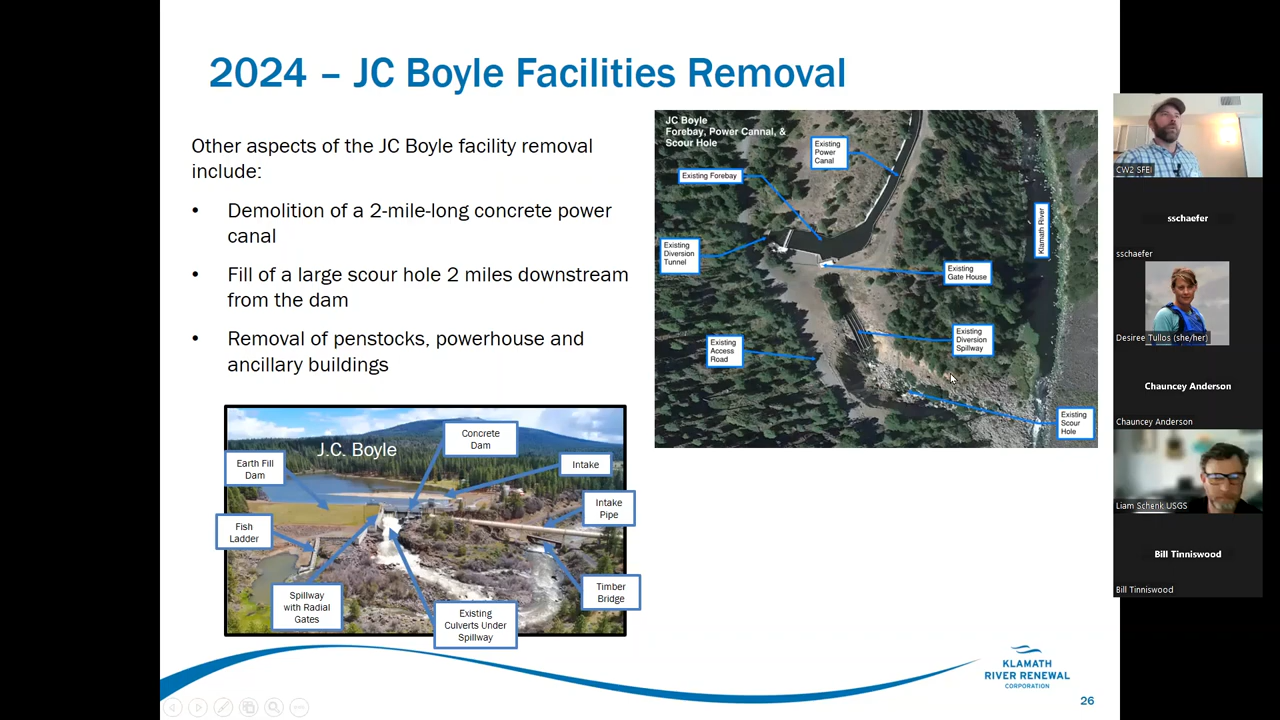 2024 – JC Boyle Facilities Removal
Other aspects of the JC Boyle facility removal
include:
• Demolition of a 2-mile-long concrete power
canal
• Fill of a large scour hole 2 miles downstream
from the dam
• Removal of penstocks, powerhouse and
ancillary buildings
J.C. Boyle
Concrete
Dam
Earth Fill
Dam
Intake
Intake
Pipe
Fish
Ladder
Timber
Bridge
Spillway
with Radial
Gates
Existing
Culverts Under
Spillway
JC Boyle
Forebay, Power Cannal, &
Scour Hole
Existing
Power
Canal
Existing Forebay
Klamath River
Existing
Diversion
Tunnel
Existing
Gate House
Existing
Diversion
Spillway
Existing
Access
Road
Existing
Scour
Hole
KLAMATH
RIVER RENEWAL
CORPORATION
26
CW2 SFEI
sschaefer
sschaefer
Desiree Tullos (she/her)
Chauncey Anderson
Chauncey Anderson
Liam Schenk USGS
Bill Tinniswood
Bill Tinniswood